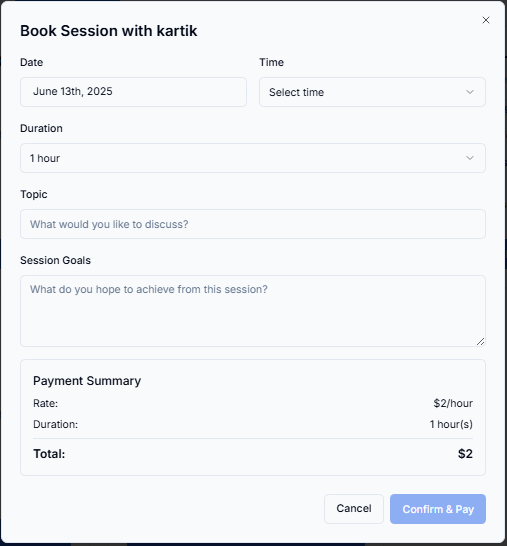 Book Session with kartik
Date
Time
June 13th, 2025
Select time
Duration
1 hour
Topic
What would you like to discuss?
Session Goals
What do you hope to achieve from this session?
Payment Summary
Rate: $2/hour
Duration: 1 hour(s)
Total: $2
Cancel
Confirm & Pay